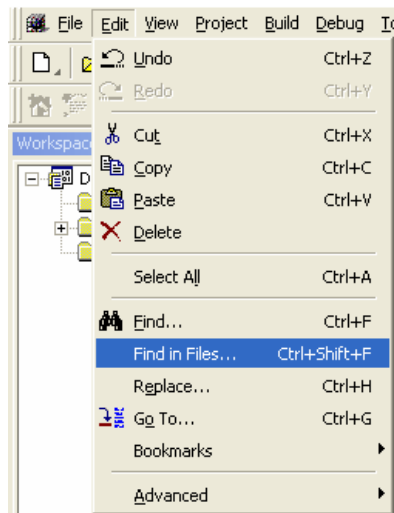 File Edit View Project Build Debug
Workspac
D
Undo Ctrl+Z
Redo Ctrl+Y
Cut Ctrl+X
Copy Ctrl+C
Paste Ctrl+V
Delete
Select All Ctrl+A
Find... Ctrl+F
Find in Files... Ctrl+Shift+F
Replace... Ctrl+H
Go To... Ctrl+G
Bookmarks
Advanced